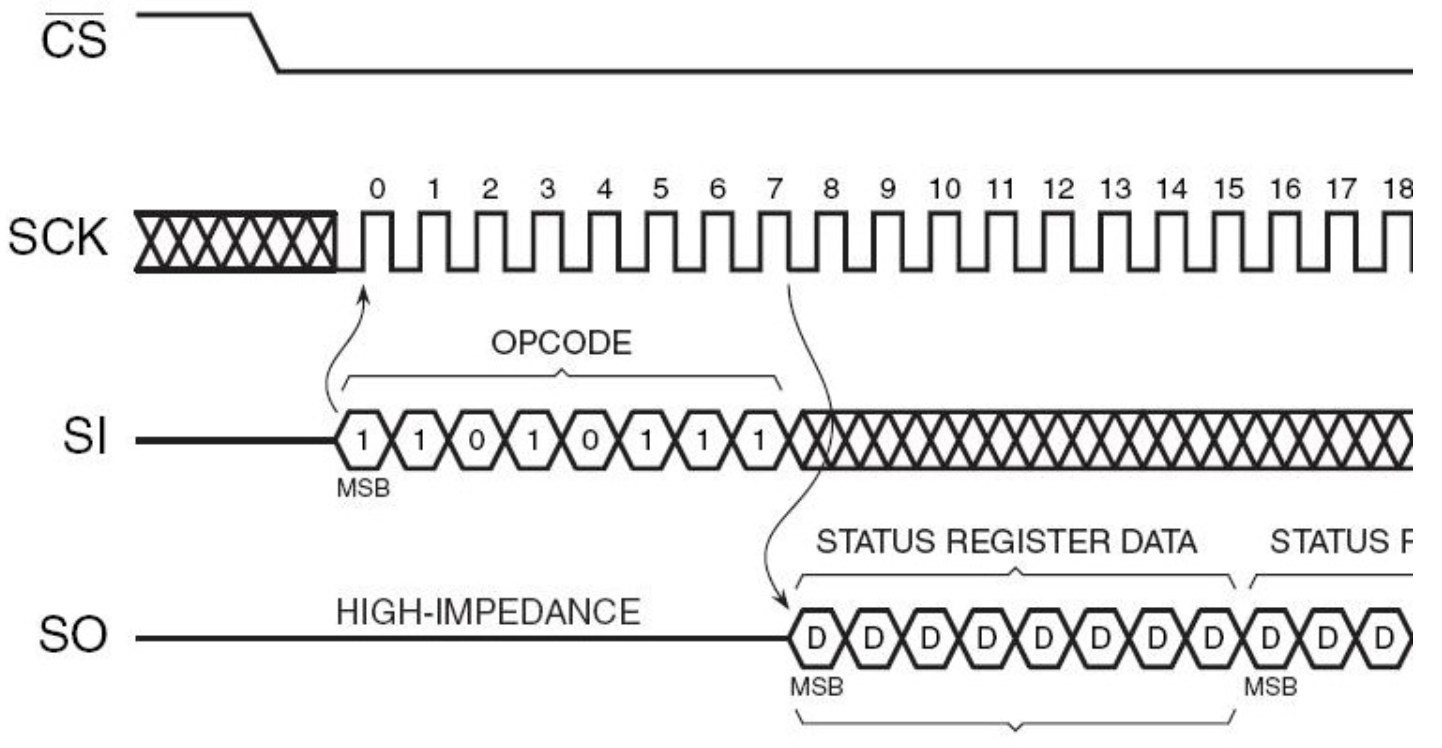 CS
0 1 2 3 4 5 6 7 8 9 10 11 12 13 14 15 16 17 18
SCK
OPCODE
SI 1 1 0 1 0 1 1 1
MSB
STATUS REGISTER DATA STATUS
HIGH-IMPEDANCE
SO D D D D D D D D D D D
MSB MSB